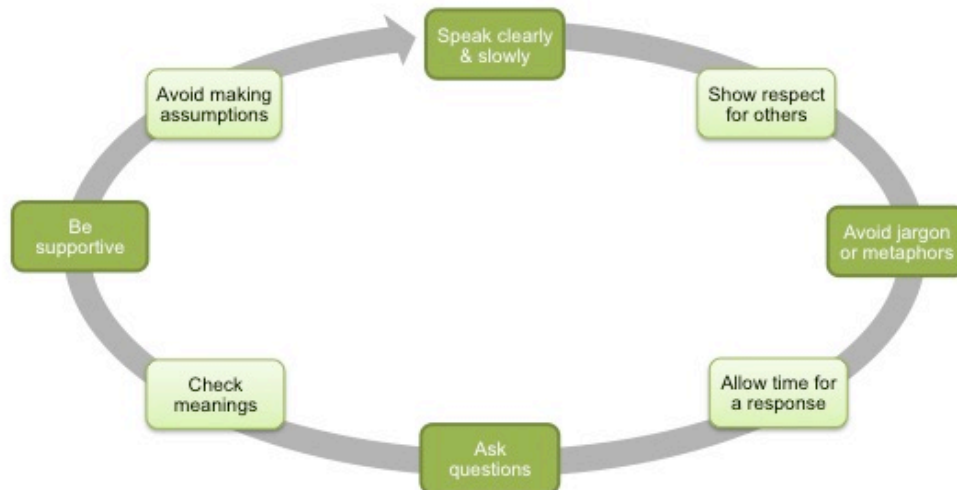 Speak clearly
& slowly
Show respect
for others
Avoid jargon
or metaphors
Allow time for
a response
Ask
questions
Check
meanings
Be
supportive
Avoid making
assumptions